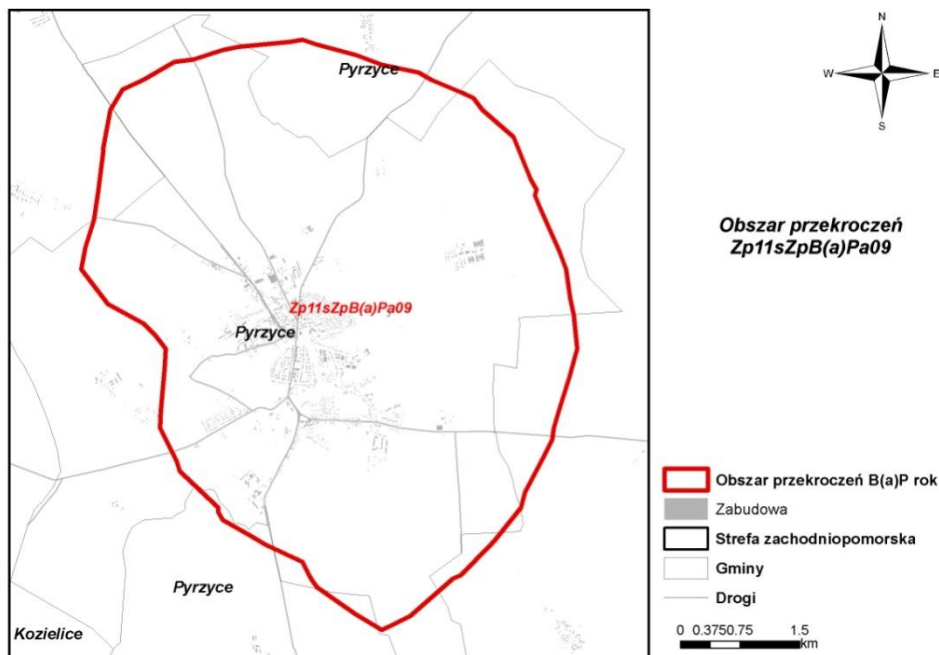 Pyrzyce
Zp11sZpB(a)Pa09
Pyrzyce
Pyrzyce
Kozielice
N
W E
S
Obszar przekroczeń
Zp11sZpB(a)Pa09
Obszar przekroczeń B(a)P rok
Zabudowa
Strefa zachodniopomorska
Gminy
Drogi
0 0.3750.75 1.5
km